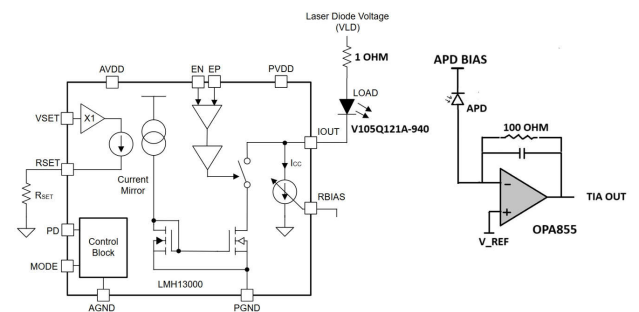 Laser Diode Voltage
(VLD)
1 OHM
AVDD
EN EP
PVDD
LOAD
V105Q121A-940
VSET
X1
IOUT
RSET
Current
Mirror
ICC
RBIAS
RSET
PD
Control
Block
MODE
LMH13000
AGND
PGND
APD BIAS
APD
100 OHM
−
+
TIA OUT
V_REF
OPA855